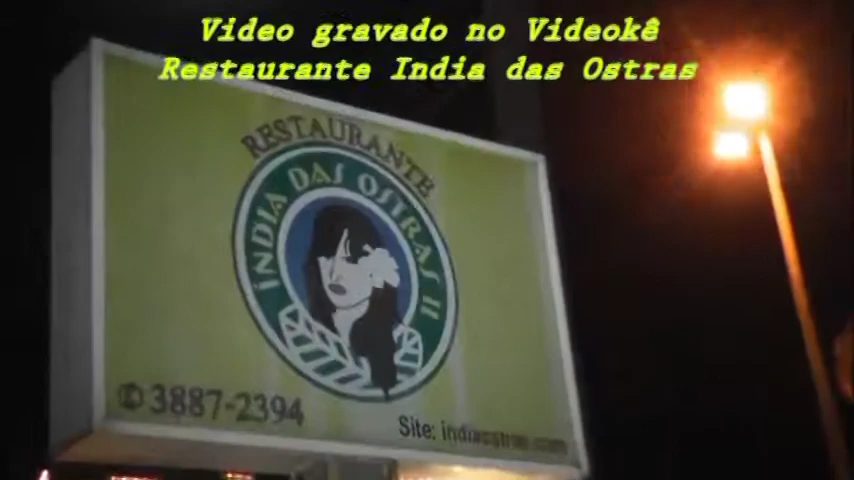 Video gravado no Videokê
Restaurante India das Ostras
RESTAURANTE
ÍNDIA DAS OSTRAS II
3887-2394
Site: